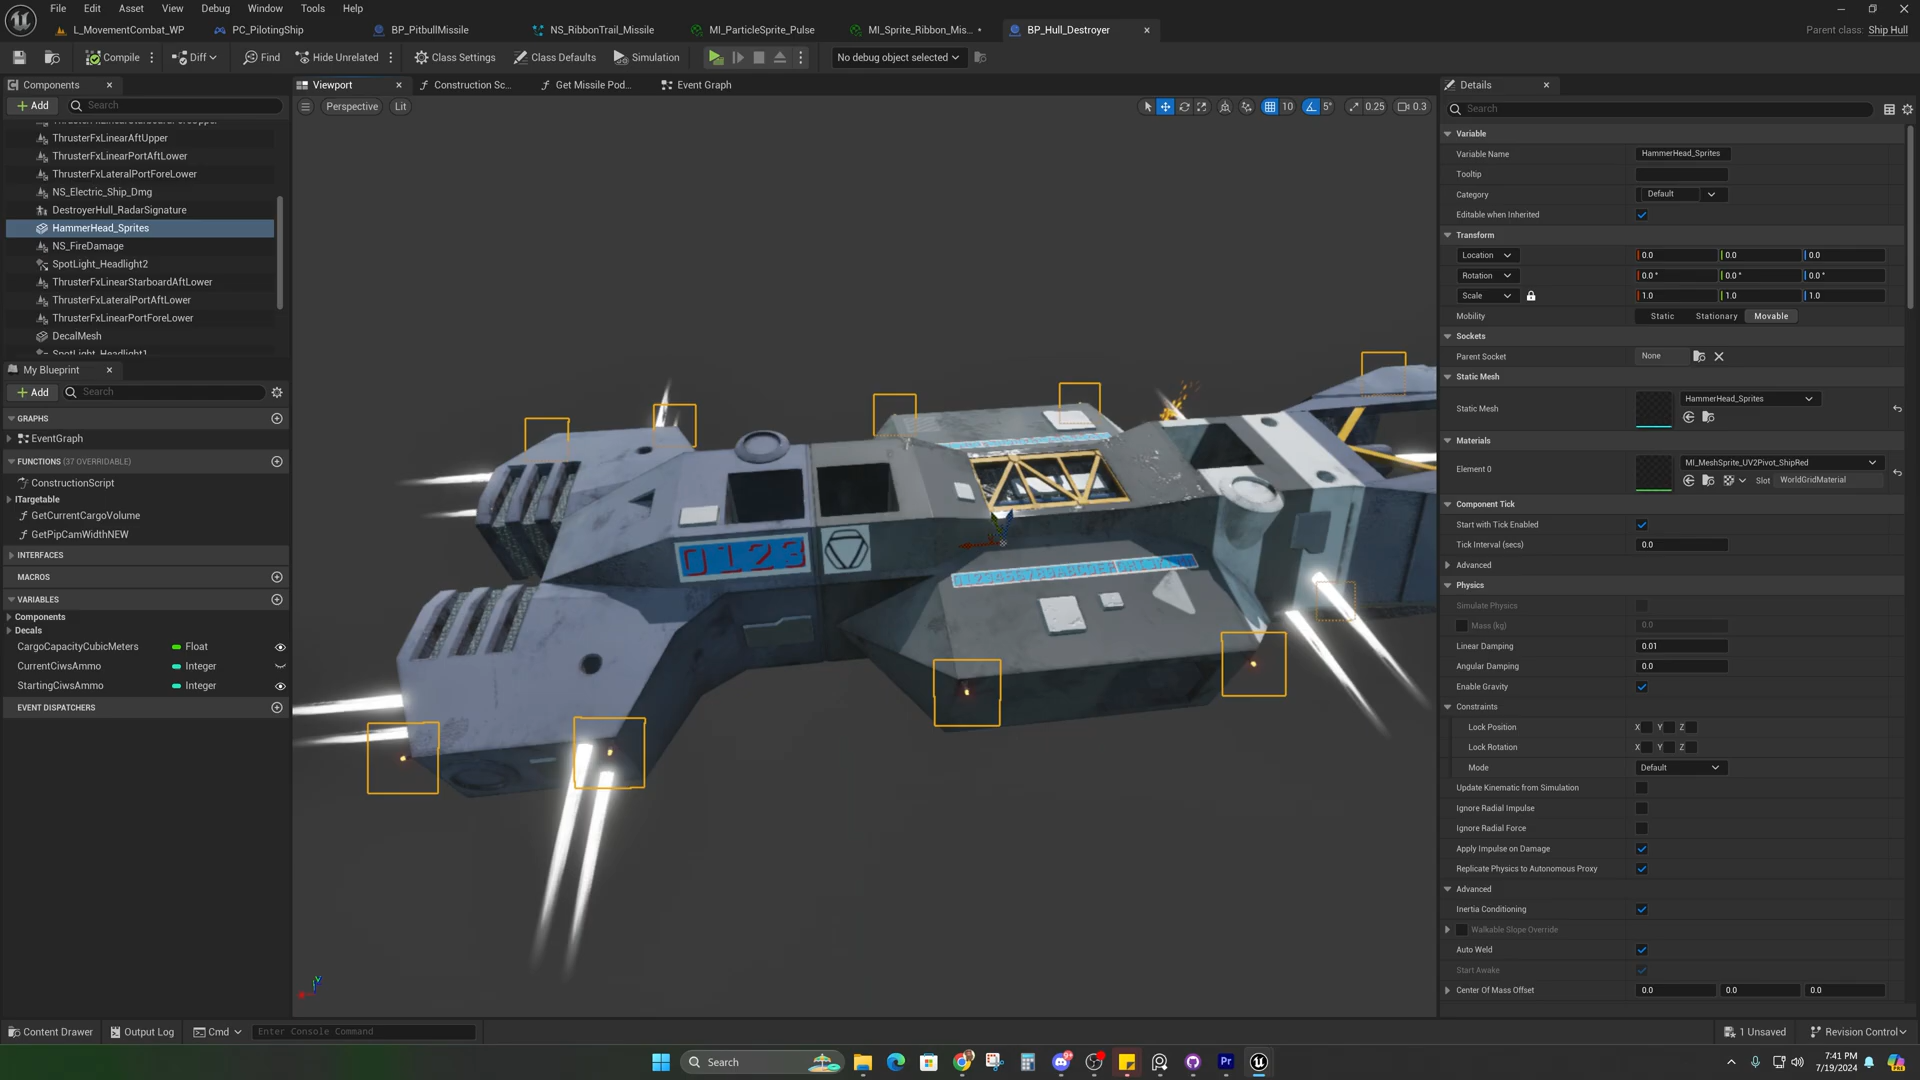 File Edit Asset View Debug Window Tools Help
L_MovementCombat_WP PC_PilotingShip BP_PitbullMissile NS_RibbonTrail_Missile MI_ParticleSprite_Pulse MI_Sprite_Ribbon_Mis... • BP_Hull_Destroyer
Parent class: Ship Hull
Compile Diff Find Hide Unrelated Class Settings Class Defaults Simulation No debug object selected
Components
Add Search
ThrusterFxLinearAftUpper
ThrusterFxLinearPortAftLower
ThrusterFxLateralPortForeLower
NS_Electric_Ship_Dmg
DestroyerHull_RadarSignature
HammerHead_Sprites
NS_FireDamage
SpotLight_Headlight2
ThrusterFxLinearStarboardAftLower
ThrusterFxLateralPortAftLower
ThrusterFxLinearPortForeLower
DecalMesh
SpotLight_Headlight1
My Blueprint
Add Search
GRAPHS
EventGraph
FUNCTIONS (37 OVERRIDABLE)
ConstructionScript
ITargetable
GetCurrentCargoVolume
GetPipCamWidthNEW
INTERFACES
MACROS
VARIABLES
Components
Decals
CargoCapacityCubicMeters Float
CurrentCiwsAmmo Integer
StartingCiwsAmmo Integer
EVENT DISPATCHERS
Viewport Construction Sc... Get Missile Pod... Event Graph
Perspective Lit 10 5° 0.25 0.3
0123
Details
Search
Variable
Variable Name HammerHead_Sprites
Tooltip
Category Default
Editable when Inherited
Transform
Location 0.0 0.0 0.0
Rotation 0.0 ° 0.0 ° 0.0 °
Scale 1.0 1.0 1.0
Mobility Static Stationary Movable
Sockets
Parent Socket None
Static Mesh
Static Mesh HammerHead_Sprites
Materials
Element 0 MI_MeshSprite_UV2Pivot_ShipRed
Slot WorldGridMaterial
Component Tick
Start with Tick Enabled
Tick Interval (secs) 0.0
Advanced
Physics
Simulate Physics
Mass (kg) 0.0
Linear Damping 0.01
Angular Damping 0.0
Enable Gravity
Constraints
Lock Position X Y Z
Lock Rotation X Y Z
Mode Default
Update Kinematic from Simulation
Ignore Radial Impulse
Ignore Radial Force
Apply Impulse on Damage
Replicate Physics to Autonomous Proxy
Advanced
Inertia Conditioning
Walkable Slope Override
Auto Weld
Start Awake
Center Of Mass Offset 0.0 0.0 0.0
Content Drawer Output Log Cmd Enter Console Command 1 Unsaved Revision Control
Search
7:41 PM
7/19/2024